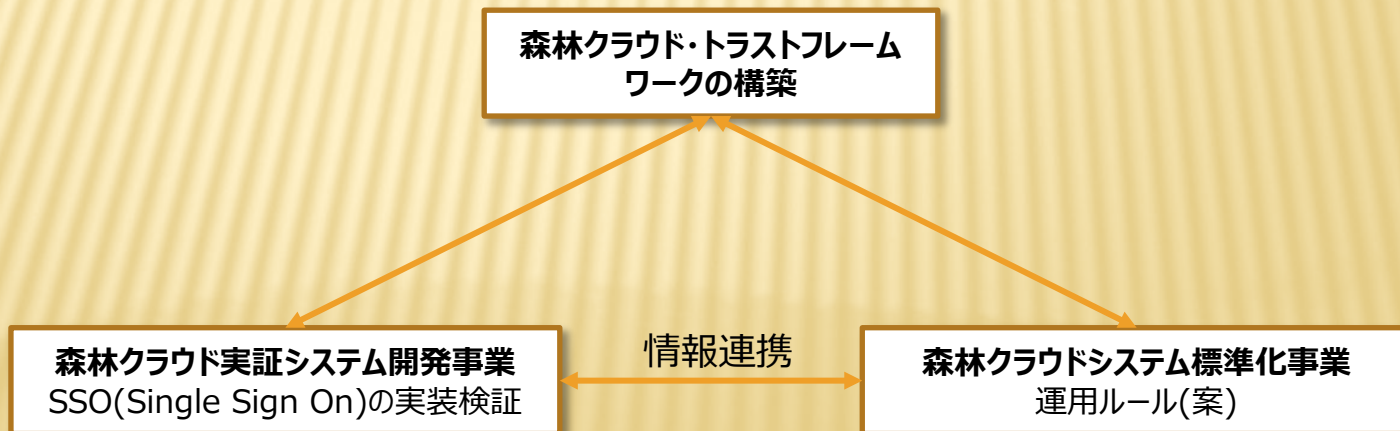 森林クラウド・トラストフレーム
ワークの構築
情報連携
森林クラウド実証システム開発事業
SSO(Single Sign On)の実装検証
森林クラウドシステム標準化事業
運用ルール(案)